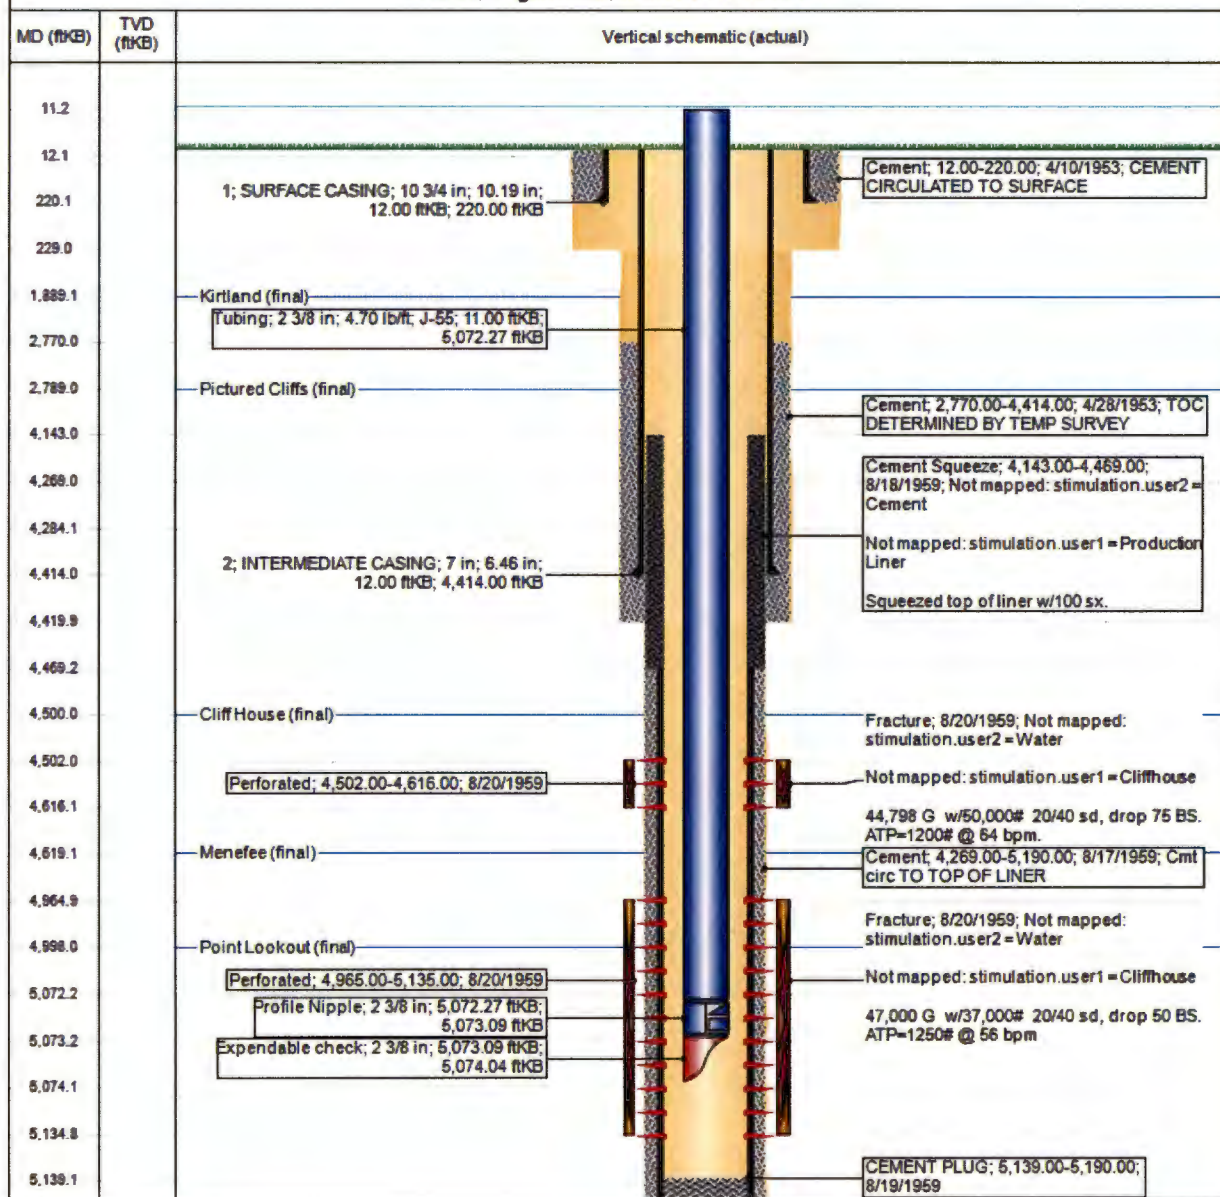 MD (ftKB)
TVD
(ftKB)
Vertical schematic (actual)
11.2
12.1
220.1
229.0
1,889.1
2,770.0
2,789.0
4,143.0
4,269.0
4,284.1
4,414.0
4,419.9
4,469.2
4,500.0
4,502.0
4,616.1
4,619.1
4,964.9
4,998.0
5,072.2
5,073.2
5,074.1
5,134.8
5,139.1
1; SURFACE CASING; 10 3/4 in; 10.19 in;
12.00 ftKB; 220.00 ftKB
Cement; 12.00-220.00; 4/10/1953; CEMENT
CIRCULATED TO SURFACE
Kirtland (final)
Tubing; 2 3/8 in; 4.70 lb/ft; J-55; 11.00 ftKB;
5,072.27 ftKB
Pictured Cliffs (final)
Cement; 2,770.00-4,414.00; 4/28/1953; TOC
DETERMINED BY TEMP SURVEY
Cement Squeeze; 4,143.00-4,469.00;
8/18/1959; Not mapped: stimulation.user2 =
Cement
Not mapped: stimulation.user1 = Production
Liner
Squeezed top of liner w/100 sx.
2; INTERMEDIATE CASING; 7 in; 6.46 in;
12.00 ftKB; 4,414.00 ftKB
Cliff House (final)
Fracture; 8/20/1959; Not mapped:
stimulation.user2 = Water
Not mapped: stimulation.user1 = Cliffhouse
44,798 G w/50,000# 20/40 sd, drop 75 BS.
ATP=1200# @ 64 bpm.
Perforated; 4,502.00-4,616.00; 8/20/1959
Menefee (final)
Cement; 4,269.00-5,190.00; 8/17/1959; Cmt
circ TO TOP OF LINER
Fracture; 8/20/1959; Not mapped:
stimulation.user2 = Water
Not mapped: stimulation.user1 = Cliffhouse
47,000 G w/37,000# 20/40 sd, drop 50 BS.
ATP=1250# @ 56 bpm
Point Lookout (final)
Perforated; 4,965.00-5,135.00; 8/20/1959
Profile Nipple; 2 3/8 in; 5,072.27 ftKB;
5,073.09 ftKB
Expendable check; 2 3/8 in; 5,073.09 ftKB;
5,074.04 ftKB
CEMENT PLUG; 5,139.00-5,190.00;
8/19/1959